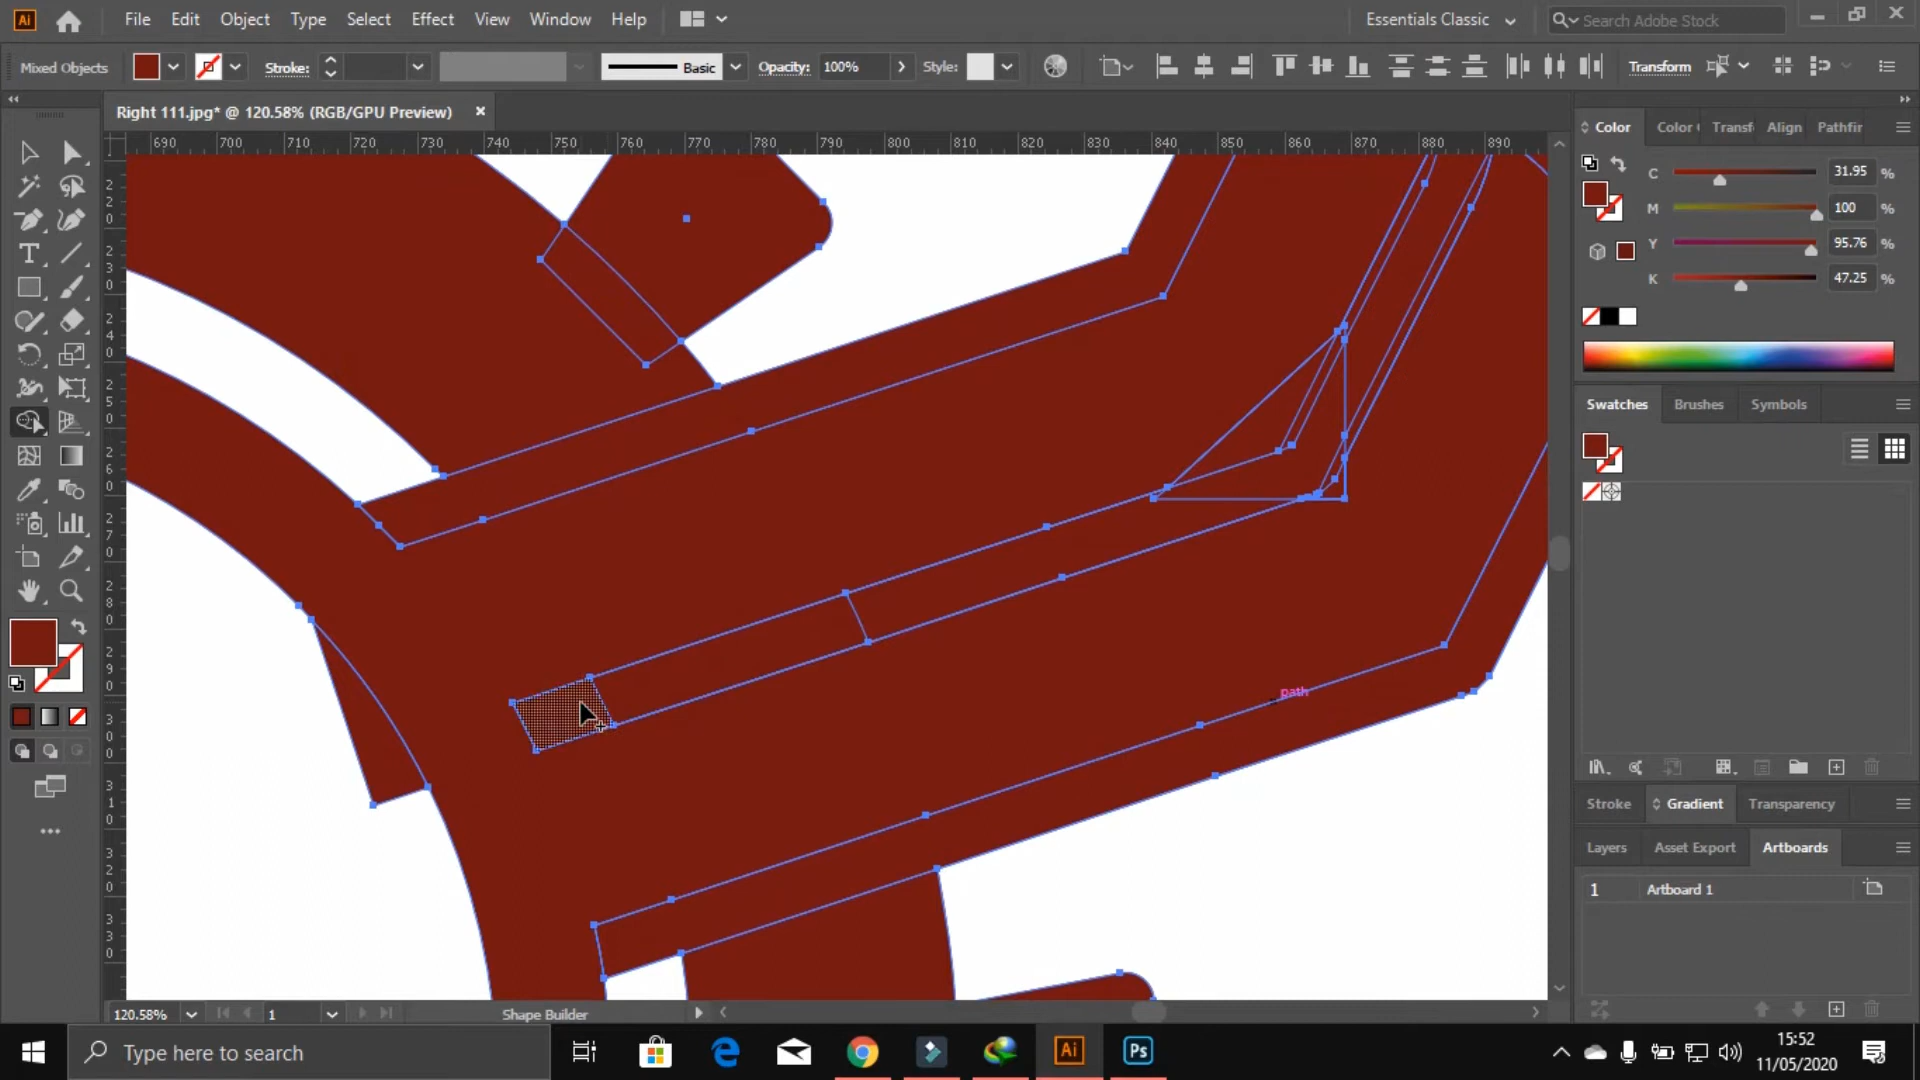 Ai File Edit Object Type Select Effect View Window Help Essentials Classic Search Adobe Stock
Mixed Objects Stroke: Basic Opacity: 100% Style: Transform
Right 111.jpg* @ 120.58% (RGB/GPU Preview)
690 700 710 720 730 740 750 760 770 780 790 800 810 820 830 840 850 860 870 880 890
Color Color Transf Align Pathfir
C 31.95 %
M 100 %
Y 95.76 %
K 47.25 %
Swatches Brushes Symbols
path
Stroke Gradient Transparency
Layers Asset Export Artboards
1 Artboard 1
120.58% 1 Shape Builder
Type here to search
Ai Ps
15:52
11/05/2020